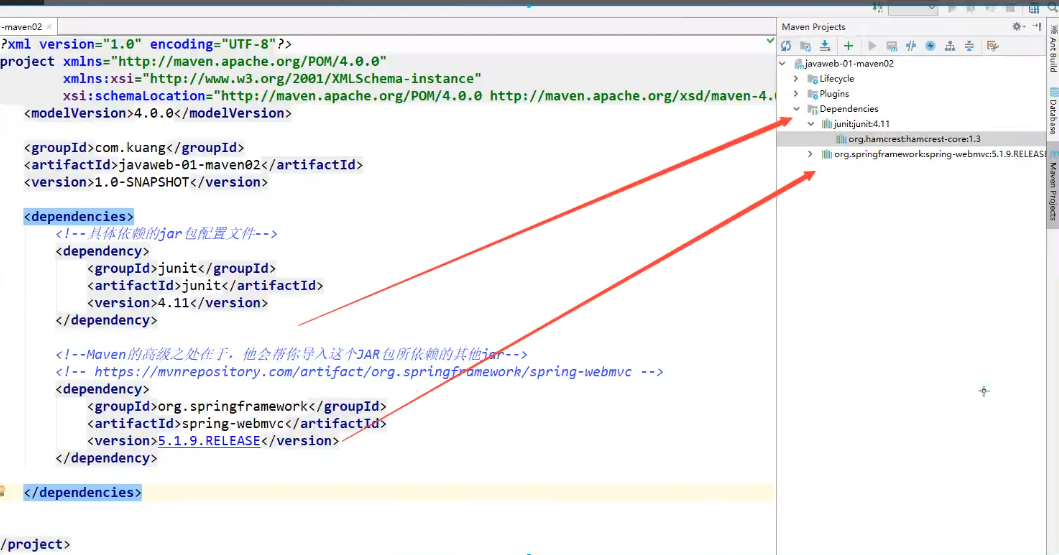 -maven02
?xml version="1.0" encoding="UTF-8"?>
project xmlns="http://maven.apache.org/POM/4.0.0"
xmlns:xsi="http://www.w3.org/2001/XMLSchema-instance"
xsi:schemaLocation="http://maven.apache.org/POM/4.0.0 http://maven.apache.org/xsd/maven-4.
<modelVersion>4.0.0</modelVersion>
<groupId>com.kuang</groupId>
<artifactId>javaweb-01-maven02</artifactId>
<version>1.0-SNAPSHOT</version>
<dependencies>
<!--具体依赖的jar包配置文件-->
<dependency>
<groupId>junit</groupId>
<artifactId>junit</artifactId>
<version>4.11</version>
</dependency>
<!--Maven的高级之处在于，他会帮你导入这个JAR包所依赖的其他jar-->
<!-- https://mvnrepository.com/artifact/org.springframework/spring-webmvc -->
<dependency>
<groupId>org.springframework</groupId>
<artifactId>spring-webmvc</artifactId>
<version>5.1.9.RELEASE</version>
</dependency>
</dependencies>
/project>
Maven Projects
javaweb-01-maven02
Lifecycle
Plugins
Dependencies
junit:junit:4.11
org.hamcrest:hamcrest-core:1.3
org.springframework:spring-webmvc:5.1.9.RELEASE
Ant Build
Database
Maven Projects